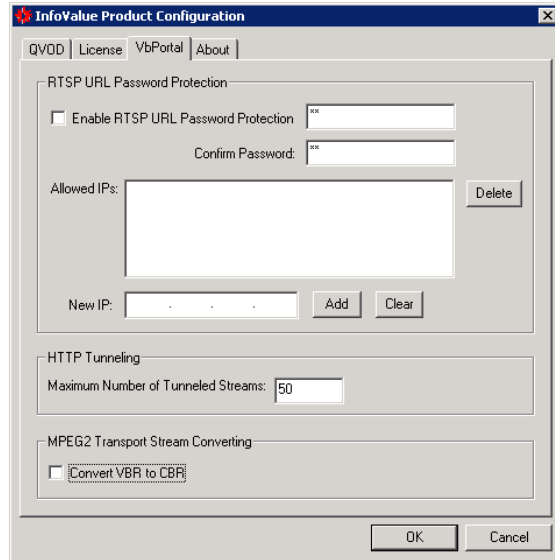 InfoValue Product Configuration
QVOD License VbPortal About
RTSP URL Password Protection
Enable RTSP URL Password Protection **
Confirm Password: **
Allowed IPs: Delete
New IP: . . . Add Clear
HTTP Tunneling
Maximum Number of Tunneled Streams: 50
MPEG2 Transport Stream Converting
Convert VBR to CBR
OK Cancel